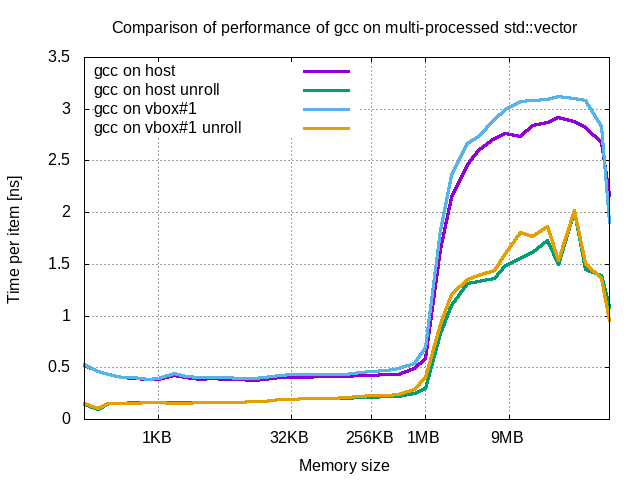 Comparison of performance of gcc on multi-processed std::vector
3.5
3
2.5
2
1.5
1
0.5
0
Time per item [ns]
gcc on host
gcc on host unroll
gcc on vbox#1
gcc on vbox#1 unroll
1KB 32KB 256KB 1MB 9MB
Memory size